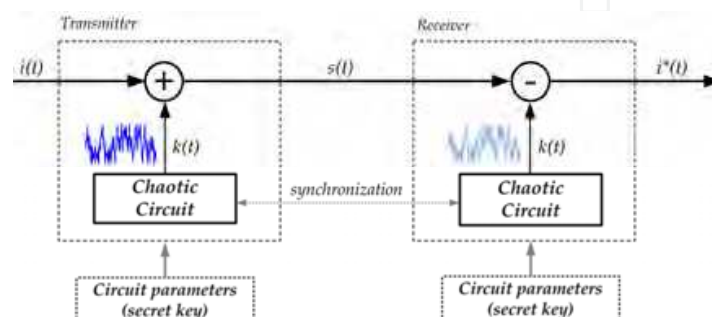 Transmitter
Receiver
i(t)
+
s(t)
-
i*(t)
k(t)
k(t)
Chaotic
Circuit
synchronization
Chaotic
Circuit
Circuit parameters
(secret key)
Circuit parameters
(secret key)